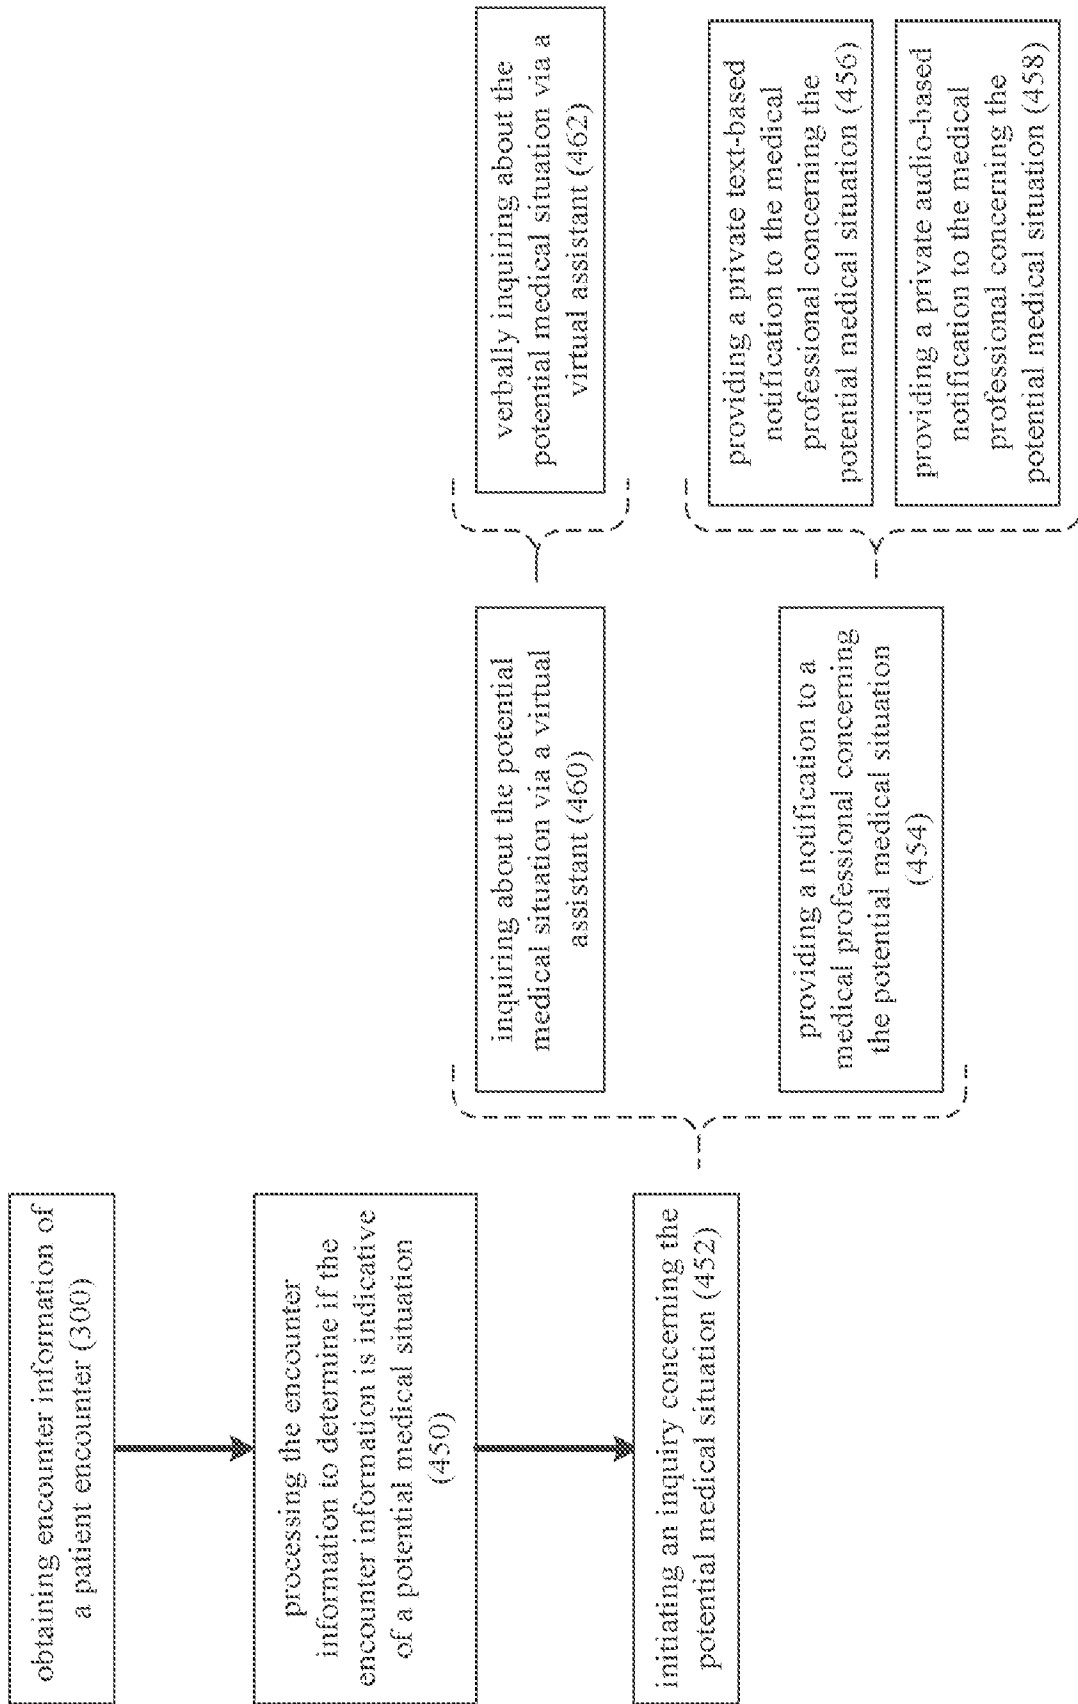 obtaining encounter information of
a patient encounter (300)
processing the encounter
information to determine if the
encounter information is indicative
of a potential medical situation
(450)
initiating an inquiry concerning the
potential medical situation (452)
inquiring about the potential
medical situation via a virtual
assistant (460)
providing a notification to a
medical professional concerning
the potential medical situation
(454)
verbally inquiring about the
potential medical situation via a
virtual assistant (462)
providing a private text-based
notification to the medical
professional concerning the
potential medical situation (456)
providing a private audio-based
notification to the medical
professional concerning the
potential medical situation (458)